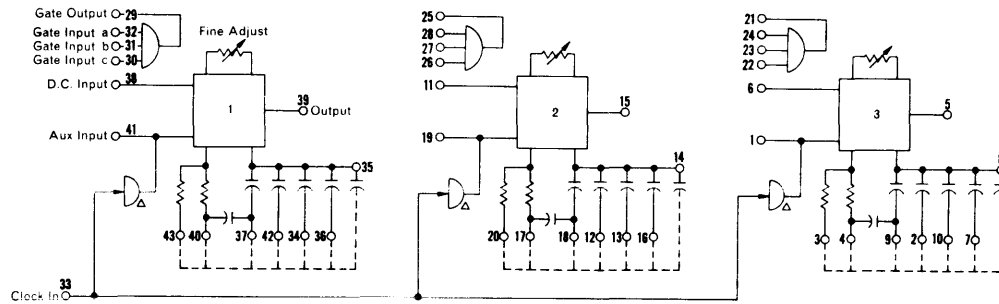 Gate Output 29
Gate Input a 32
Gate Input b 31
Gate Input c 30
Fine Adjust
D.C. Input 38
1
39 Output
Aux Input 41
35
43 40 37 42 34 36
Clock In 33
25
28
27
26
11
2
15
19
14
20 17 18 12 13 16
21
24
23
22
6
3
5
1
3 4 9 2 10 7